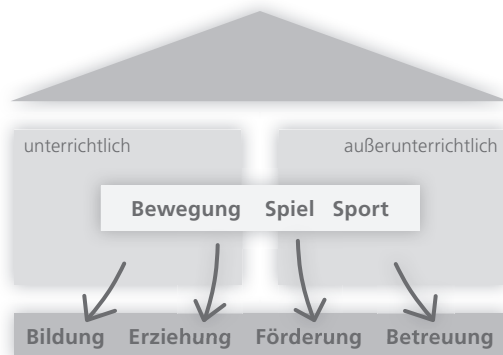 unterrichtlich
außerunterrichtlich
Bewegung Spiel Sport
Bildung Erziehung Förderung Betreuung